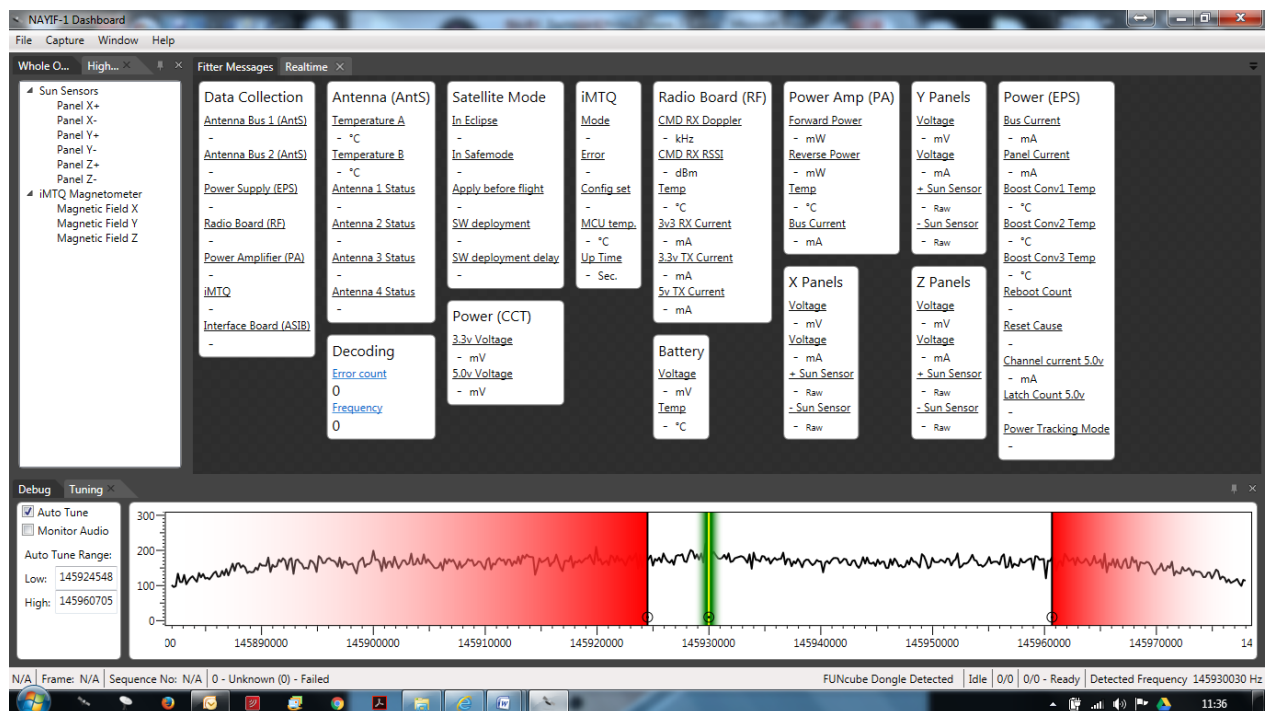 NAYIF-1 Dashboard
File Capture Window Help
Whole O... High...
Sun Sensors
Panel X+
Panel X-
Panel Y+
Panel Y-
Panel Z+
Panel Z-
iMTQ Magnetometer
Magnetic Field X
Magnetic Field Y
Magnetic Field Z
Fitter Messages Realtime
Data Collection
Antenna Bus 1 (AntS)
-
Antenna Bus 2 (AntS)
-
Power Supply (EPS)
-
Radio Board (RF)
-
Power Amplifier (PA)
-
iMTQ
-
Interface Board (ASIB)
-
Antenna (AntS)
Temperature A
- °C
Temperature B
- °C
Antenna 1 Status
-
Antenna 2 Status
-
Antenna 3 Status
-
Antenna 4 Status
-
Decoding
Error count
0
Frequency
0
Satellite Mode
In Eclipse
-
In Safemode
-
Apply before flight
-
SW deployment
-
SW deployment delay
-
Power (CCT)
3.3v Voltage
- mV
5.0v Voltage
- mV
iMTQ
Mode
-
Error
-
Config set
-
MCU temp.
- °C
Up Time
- Sec.
Radio Board (RF)
CMD RX Doppler
- kHz
CMD RX RSSI
- dBm
Temp
- °C
3v3 RX Current
- mA
3.3v TX Current
- mA
5v TX Current
- mA
Battery
Voltage
- mV
Temp
- °C
Power Amp (PA)
Forward Power
- mW
Reverse Power
- mW
Temp
- °C
Bus Current
- mA
X Panels
Voltage
- mV
Voltage
- mA
+ Sun Sensor
- Raw
- Sun Sensor
- Raw
Y Panels
Voltage
- mV
Voltage
- mA
+ Sun Sensor
- Raw
- Sun Sensor
- Raw
Z Panels
Voltage
- mV
Voltage
- mA
+ Sun Sensor
- Raw
- Sun Sensor
- Raw
Power (EPS)
Bus Current
- mA
Panel Current
- mA
Boost Conv1 Temp
- °C
Boost Conv2 Temp
- °C
Boost Conv3 Temp
- °C
Reboot Count
-
Reset Cause
-
Channel current 5.0v
- mA
Latch Count 5.0v
-
Power Tracking Mode
-
Debug Tuning
Auto Tune
Monitor Audio
Auto Tune Range:
Low: 145924548
High: 145960705
300
200
100
0
00 145890000 145900000 145910000 145920000 145930000 145940000 145950000 145960000 145970000 14
N/A Frame: N/A Sequence No: N/A 0 - Unknown (0) - Failed FUNcube Dongle Detected Idle 0/0 0/0 - Ready Detected Frequency 145930030 Hz
11:36